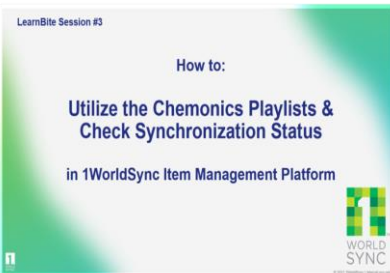 LearnBite Session #3
How to:
Utilize the Chemonics Playlists &
Check Synchronization Status
in 1WorldSync Item Management Platform
1
WORLD
SYNC